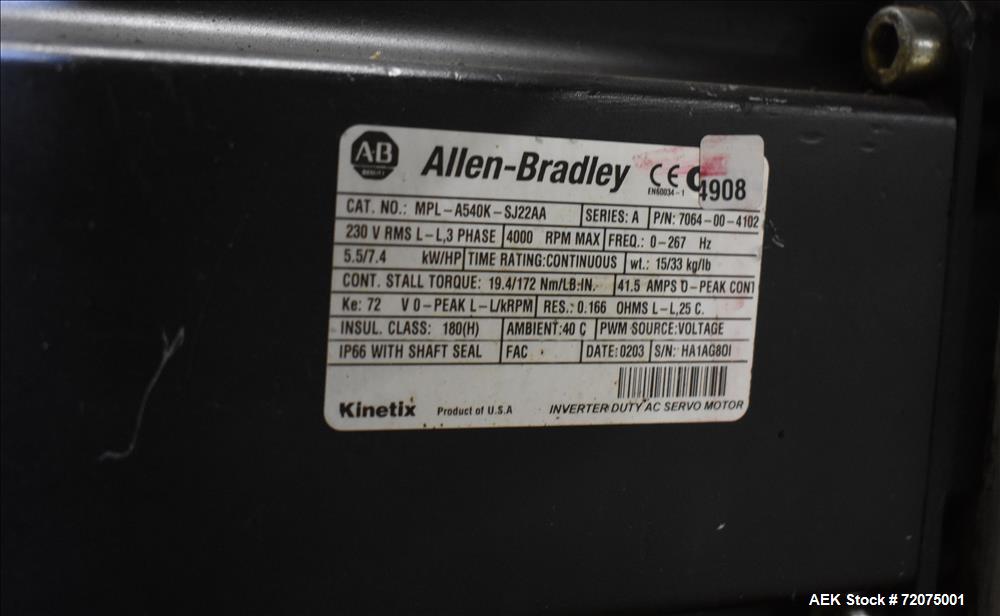 AB
Allen-Bradley CE 4908
EN60034-1
CAT. NO.: MPL-A540K-SJ22AA SERIES: A P/N: 7064-00-4102
230 V RMS L-L,3 PHASE 4000 RPM MAX FREQ.: 0-267 Hz
5.5/7.4 kW/HP TIME RATING:CONTINUOUS wt.: 15/33 kg/lb
CONT. STALL TORQUE: 19.4/172 Nm/LB-IN. 41.5 AMPS 0-PEAK CONT
Ke: 72 V 0-PEAK L-L/kRPM RES.: 0.166 OHMS L-L,25 C.
INSUL. CLASS: 180(H) AMBIENT:40 C PWM SOURCE:VOLTAGE
IP66 WITH SHAFT SEAL FAC DATE:0203 S/N: HA1AG80I
Kinetix Product of U.S.A INVERTER DUTY AC SERVO MOTOR
AEK Stock # 72075001